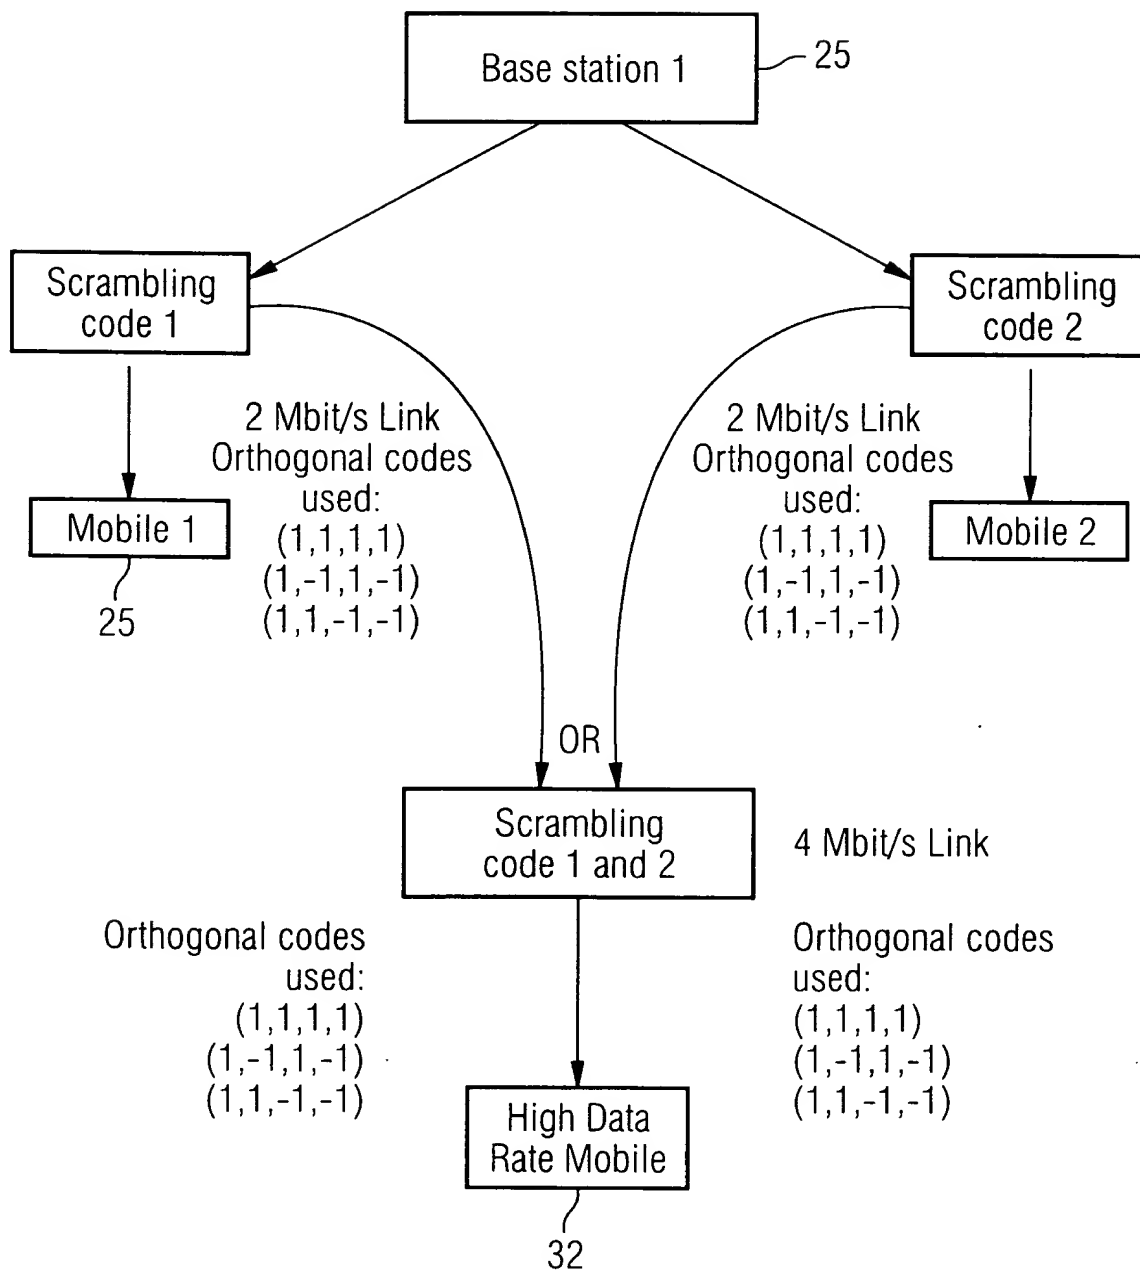 Base station 1
25
Scrambling
code 1
Scrambling
code 2
2 Mbit/s Link
Orthogonal codes
used:
(1,1,1,1)
(1,-1,1,-1)
(1,1,-1,-1)
2 Mbit/s Link
Orthogonal codes
used:
(1,1,1,1)
(1,-1,1,-1)
(1,1,-1,-1)
Mobile 1
25
Mobile 2
OR
Scrambling
code 1 and 2
4 Mbit/s Link
Orthogonal codes
used:
(1,1,1,1)
(1,-1,1,-1)
(1,1,-1,-1)
Orthogonal codes
used:
(1,1,1,1)
(1,-1,1,-1)
(1,1,-1,-1)
High Data
Rate Mobile
32